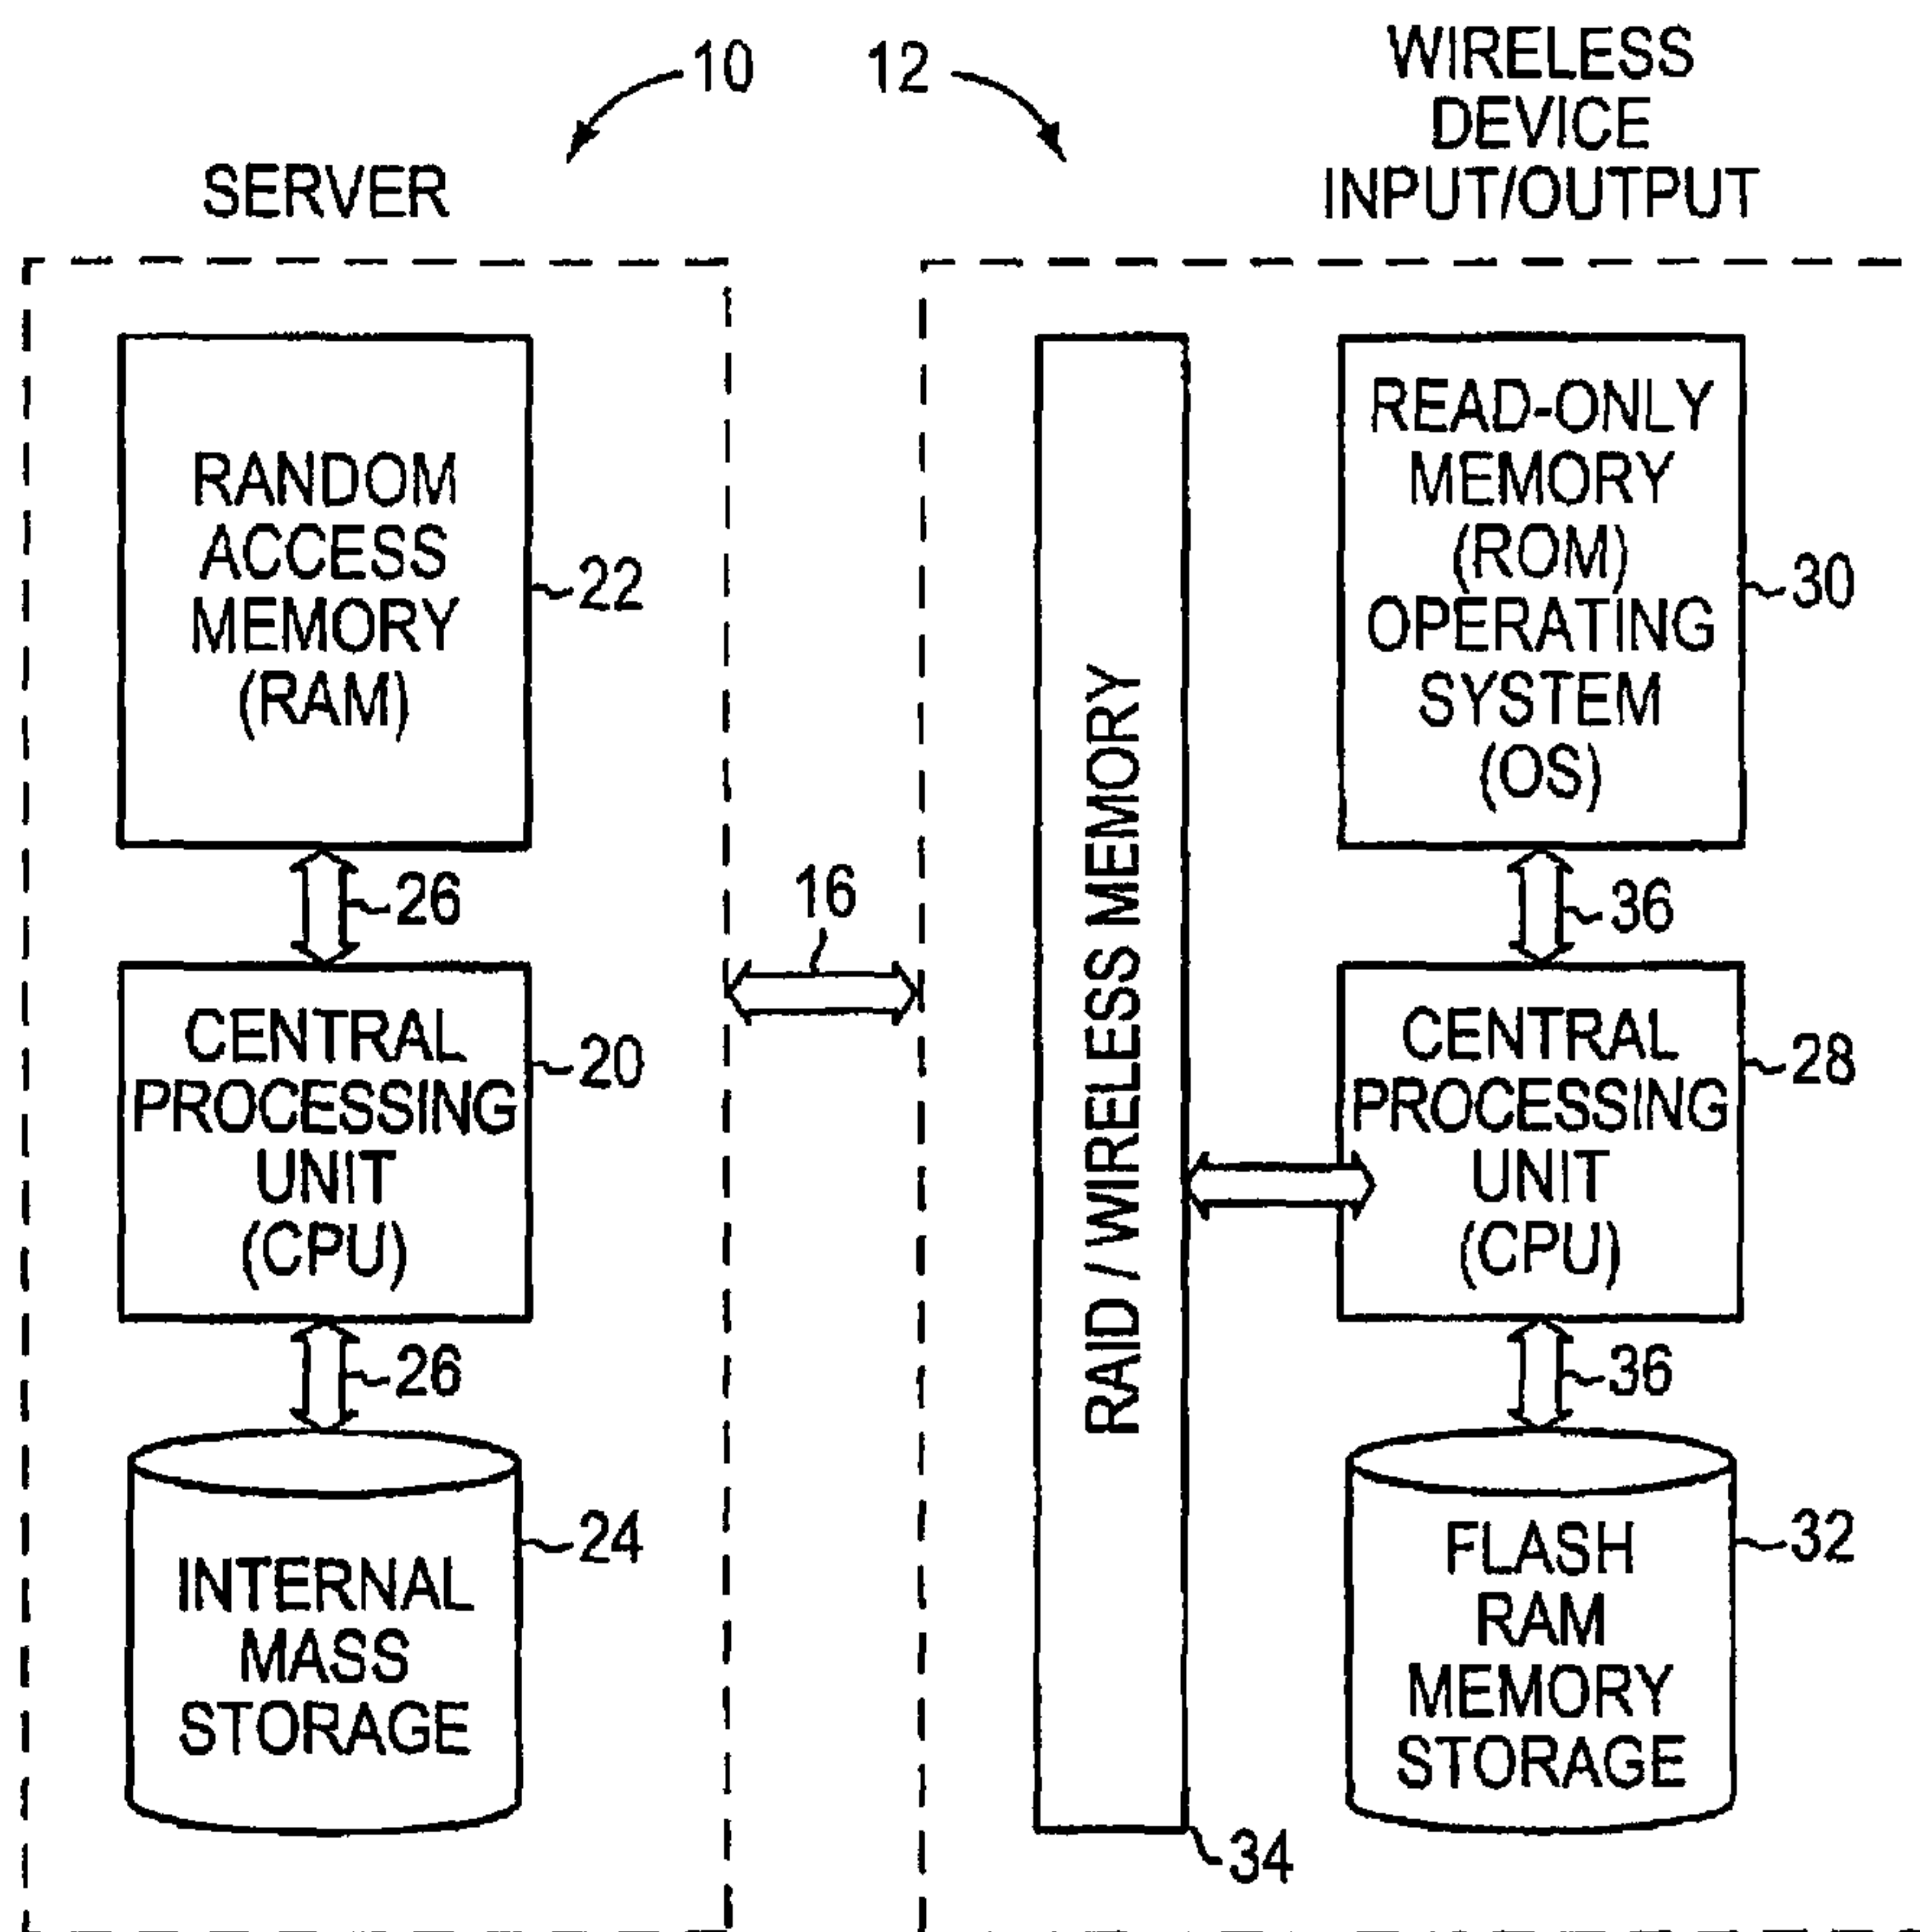 10
12
WIRELESS
DEVICE
INPUT/OUTPUT
SERVER
RANDOM
ACCESS
MEMORY
(RAM)
22
26
CENTRAL
PROCESSING
UNIT
(CPU)
20
26
INTERNAL
MASS
STORAGE
24
16
RAID / WIRELESS MEMORY
34
READ-ONLY
MEMORY
(ROM)
OPERATING
SYSTEM
(OS)
30
36
CENTRAL
PROCESSING
UNIT
(CPU)
28
36
FLASH
RAM
MEMORY
STORAGE
32